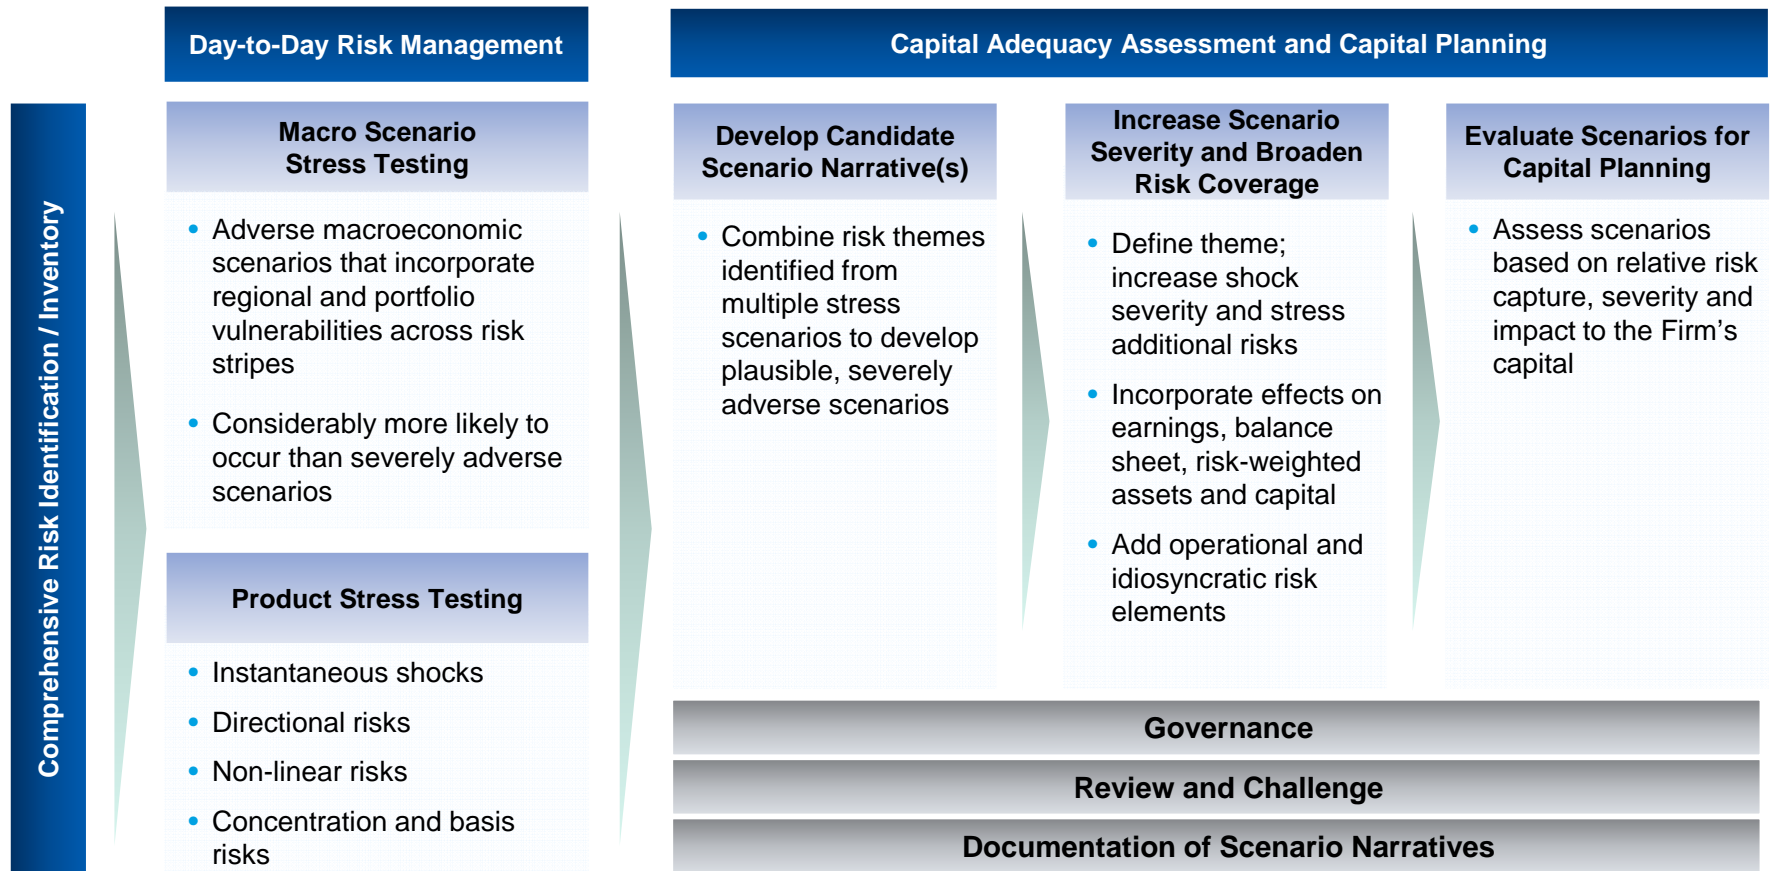 Day-to-Day Risk Management
Capital Adequacy Assessment and Capital Planning
Comprehensive Risk Identification / Inventory
Macro Scenario
Stress Testing
• Adverse macroeconomic
scenarios that incorporate
regional and portfolio
vulnerabilities across risk
stripes
• Considerably more likely to
occur than severely adverse
scenarios
Product Stress Testing
• Instantaneous shocks
• Directional risks
• Non-linear risks
• Concentration and basis
risks
Develop Candidate
Scenario Narrative(s)
• Combine risk themes
identified from
multiple stress
scenarios to develop
plausible, severely
adverse scenarios
Increase Scenario
Severity and Broaden
Risk Coverage
• Define theme;
increase shock
severity and stress
additional risks
• Incorporate effects on
earnings, balance
sheet, risk-weighted
assets and capital
• Add operational and
idiosyncratic risk
elements
Evaluate Scenarios for
Capital Planning
• Assess scenarios
based on relative risk
capture, severity and
impact to the Firm's
capital
Governance
Review and Challenge
Documentation of Scenario Narratives